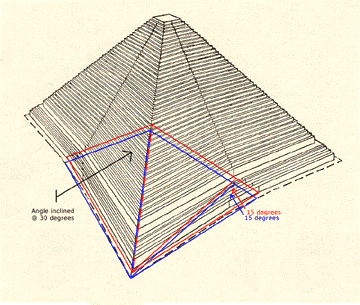 Angle inclined
@ 30 degrees
.15 degrees
.15 degrees